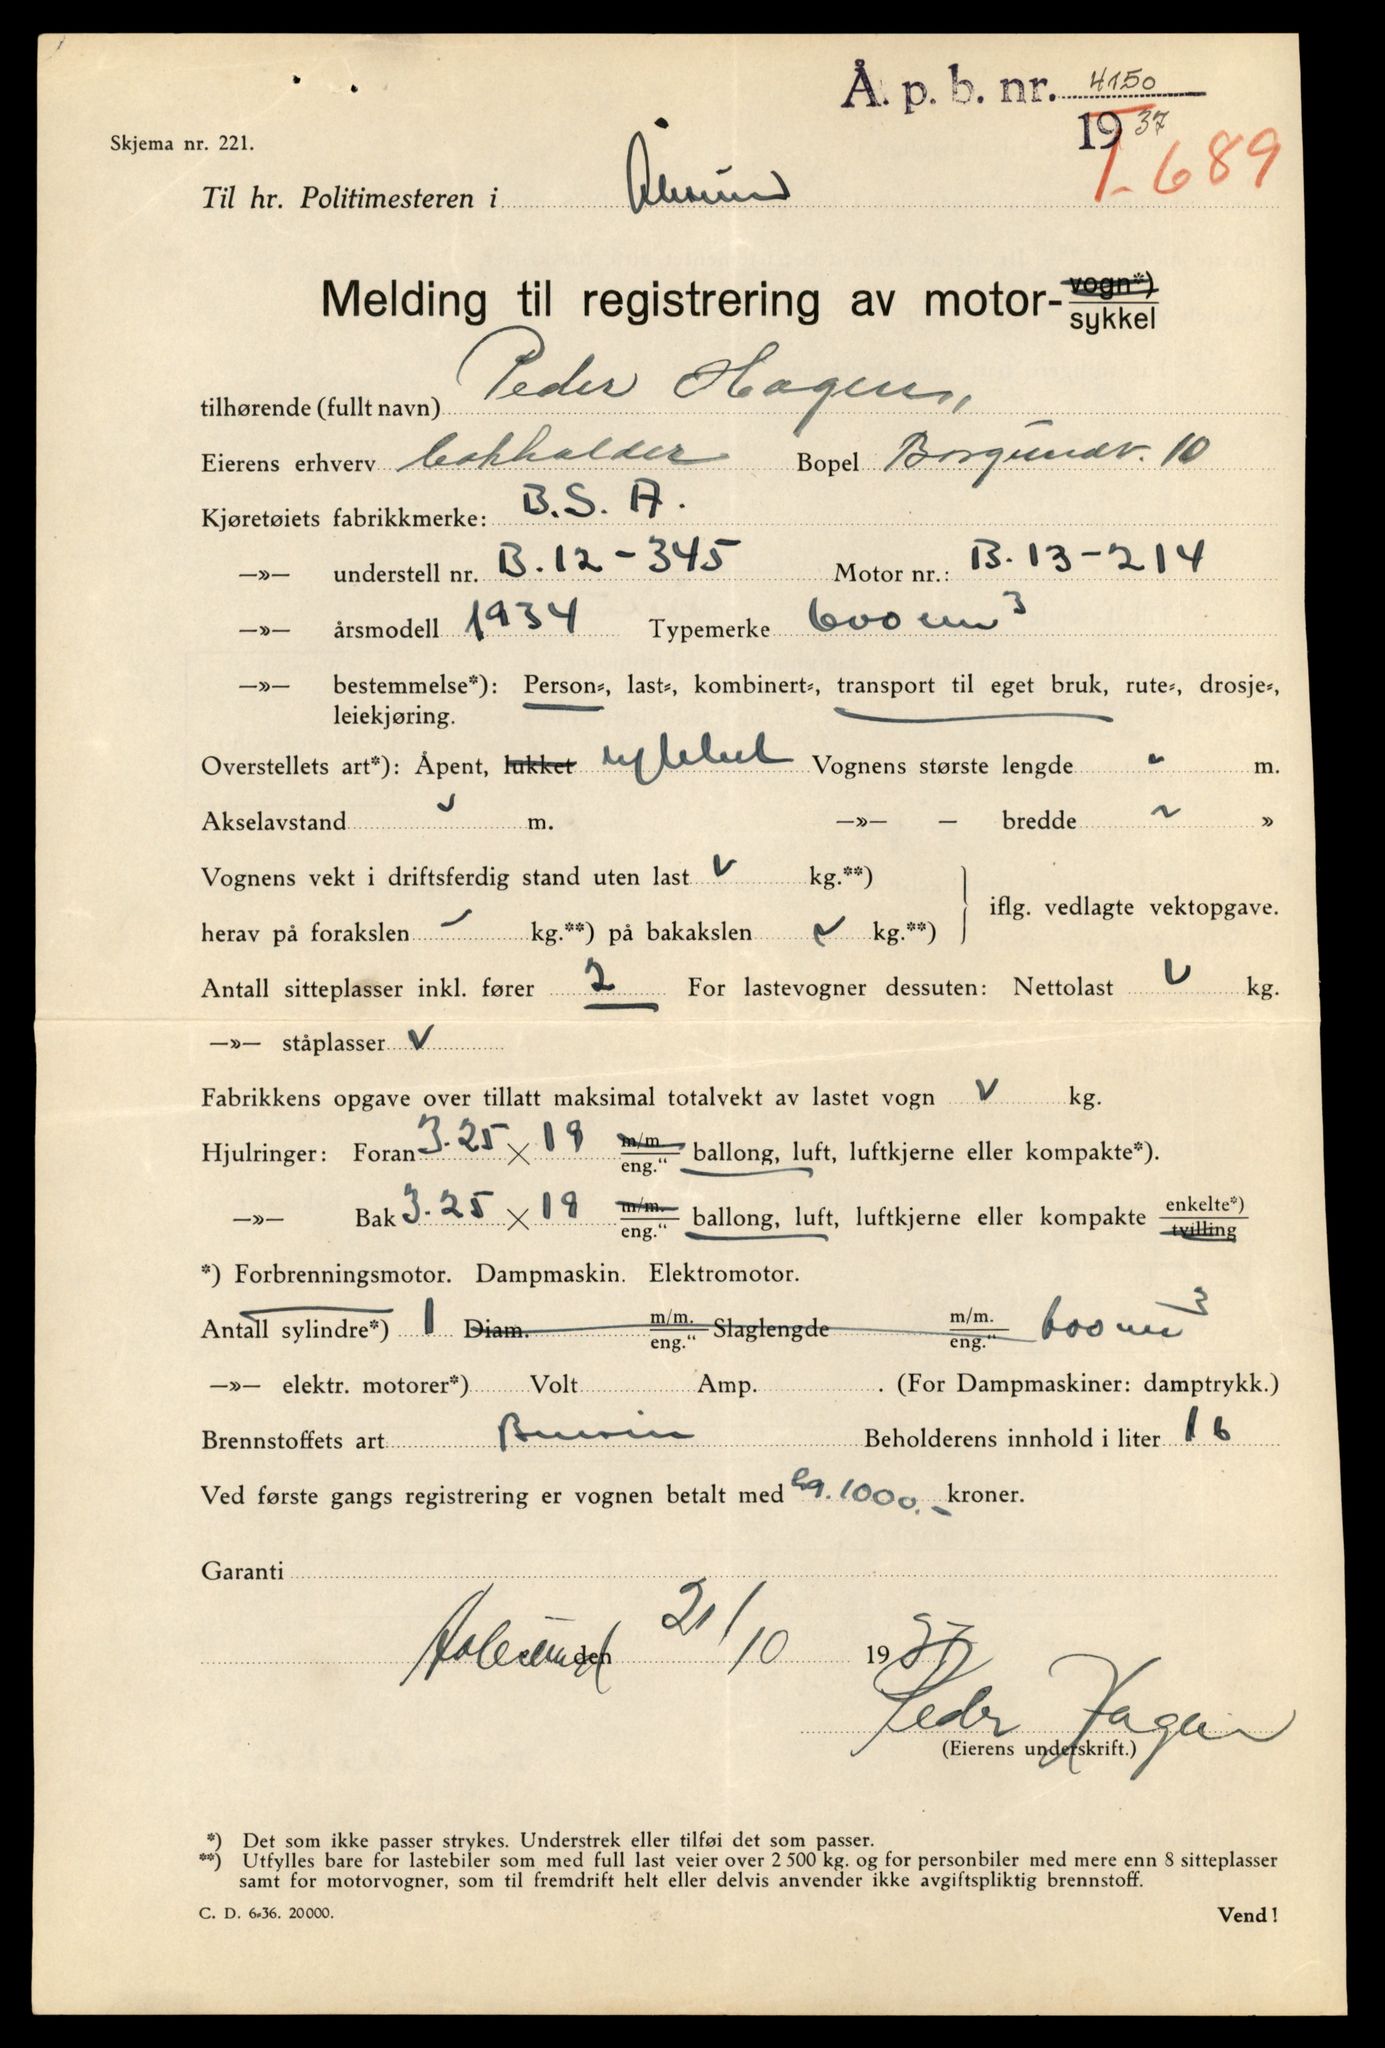 Å. p. b. nr. 4150
1937
T-689
Skjema nr. 221.
Til hr. Politimesteren i Ålesund
Melding til registrering av motor-vogn*)
sykkel
tilhørende (fullt navn) Peder Hagen,
Eierens erhverv bokholder Bopel Borgundv. 10
Kjøretøiets fabrikkmerke: B.S.A.
—»— understell nr. B.12-345 Motor nr.: B.13-214
—»— årsmodell 1934 Typemerke 600 cm³
—»— bestemmelse*): Person-, last-, kombinert-, transport til eget bruk, rute-, drosje-,
leiekjøring.
Overstellets art*): Åpent, lukket Vognens største lengde m.
Akselavstand m. —»— — bredde »
Vognens vekt i driftsferdig stand uten last kg.**)
iflg. vedlagte vektopgave.
herav på forakslen kg.**) på bakakslen kg.**)
Antall sitteplasser inkl. fører 2 For lastevogner dessuten: Nettolast kg.
—»— ståplasser
Fabrikkens opgave over tillatt maksimal totalvekt av lastet vogn kg.
Hjulringer: Foran 3.25 × 19 m/m. eng." ballong, luft, luftkjerne eller kompakte*).
—»— Bak 3.25 × 19 m/m. eng." ballong, luft, luftkjerne eller kompakte enkelte*) tvilling
*) Forbrenningsmotor. Dampmaskin. Elektromotor.
Antall sylindre*) 1 Diam. m/m. eng." Slaglengde m/m. eng." 600 cm³
—»— elektr. motorer*) Volt Amp. . (For Dampmaskiner: damptrykk.)
Brennstoffets art Bensin Beholderens innhold i liter 16
Ved første gangs registrering er vognen betalt med ca. 1000.- kroner.
Garanti
Aalesund den 21/10 1937
Peder Hagen
(Eierens underskrift.)
*) Det som ikke passer strykes. Understrek eller tilføi det som passer.
**) Utfylles bare for lastebiler som med full last veier over 2 500 kg. og for personbiler med mere enn 8 sitteplasser
samt for motorvogner, som til fremdrift helt eller delvis anvender ikke avgiftspliktig brennstoff.
C. D. 6-36. 20000.
Vend!